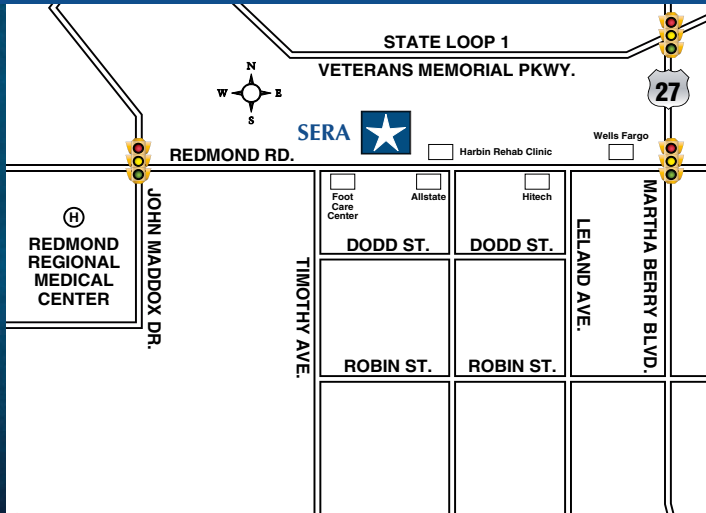 STATE LOOP 1
VETERANS MEMORIAL PKWY.
N
W
E
S
27
SERA
Wells Fargo
Harbin Rehab Clinic
REDMOND RD.
Foot
Care
Center
Allstate
Hitech
H
REDMOND
REGIONAL
MEDICAL
CENTER
JOHN MADDOX DR.
TIMOTHY AVE.
DODD ST.
DODD ST.
LELAND AVE.
MARTHA BERRY BLVD.
ROBIN ST.
ROBIN ST.